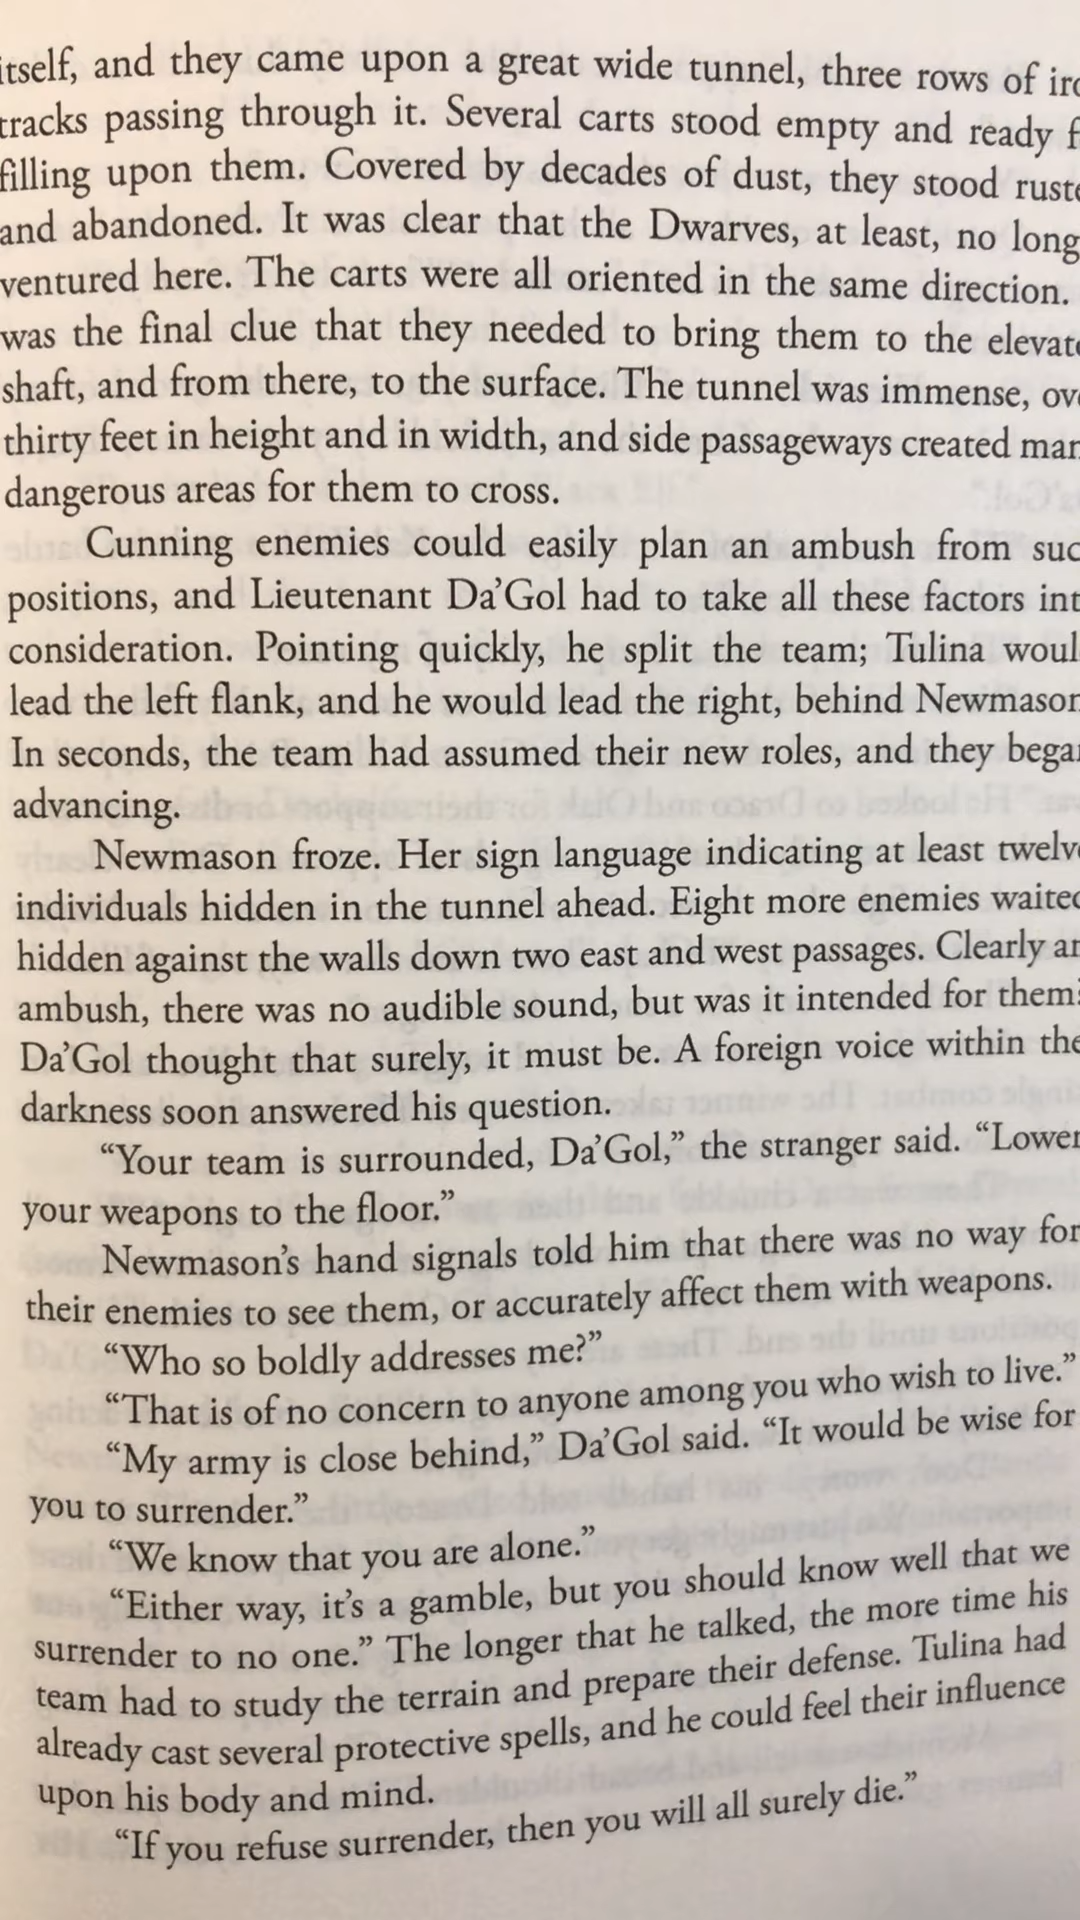 itself, and they came upon a great wide tunnel, three rows of iro
tracks passing through it. Several carts stood empty and ready f
filling upon them. Covered by decades of dust, they stood ruste
and abandoned. It was clear that the Dwarves, at least, no long
ventured here. The carts were all oriented in the same direction.
was the final clue that they needed to bring them to the elevato
shaft, and from there, to the surface. The tunnel was immense, ove
thirty feet in height and in width, and side passageways created man
dangerous areas for them to cross.
Cunning enemies could easily plan an ambush from suc
positions, and Lieutenant Da’Gol had to take all these factors int
consideration. Pointing quickly, he split the team; Tulina woul
lead the left flank, and he would lead the right, behind Newmason
In seconds, the team had assumed their new roles, and they began
advancing.
Newmason froze. Her sign language indicating at least twelve
individuals hidden in the tunnel ahead. Eight more enemies waited
hidden against the walls down two east and west passages. Clearly an
ambush, there was no audible sound, but was it intended for them?
Da’Gol thought that surely, it must be. A foreign voice within the
darkness soon answered his question.
“Your team is surrounded, Da’Gol,” the stranger said. “Lower
your weapons to the floor.”
Newmason’s hand signals told him that there was no way for
their enemies to see them, or accurately affect them with weapons.
“Who so boldly addresses me?”
“That is of no concern to anyone among you who wish to live.”
“My army is close behind,” Da’Gol said. “It would be wise for
you to surrender.”
“We know that you are alone.”
“Either way, it’s a gamble, but you should know well that we
surrender to no one.” The longer that he talked, the more time his
team had to study the terrain and prepare their defense. Tulina had
already cast several protective spells, and he could feel their influence
upon his body and mind.
“If you refuse surrender, then you will all surely die.”